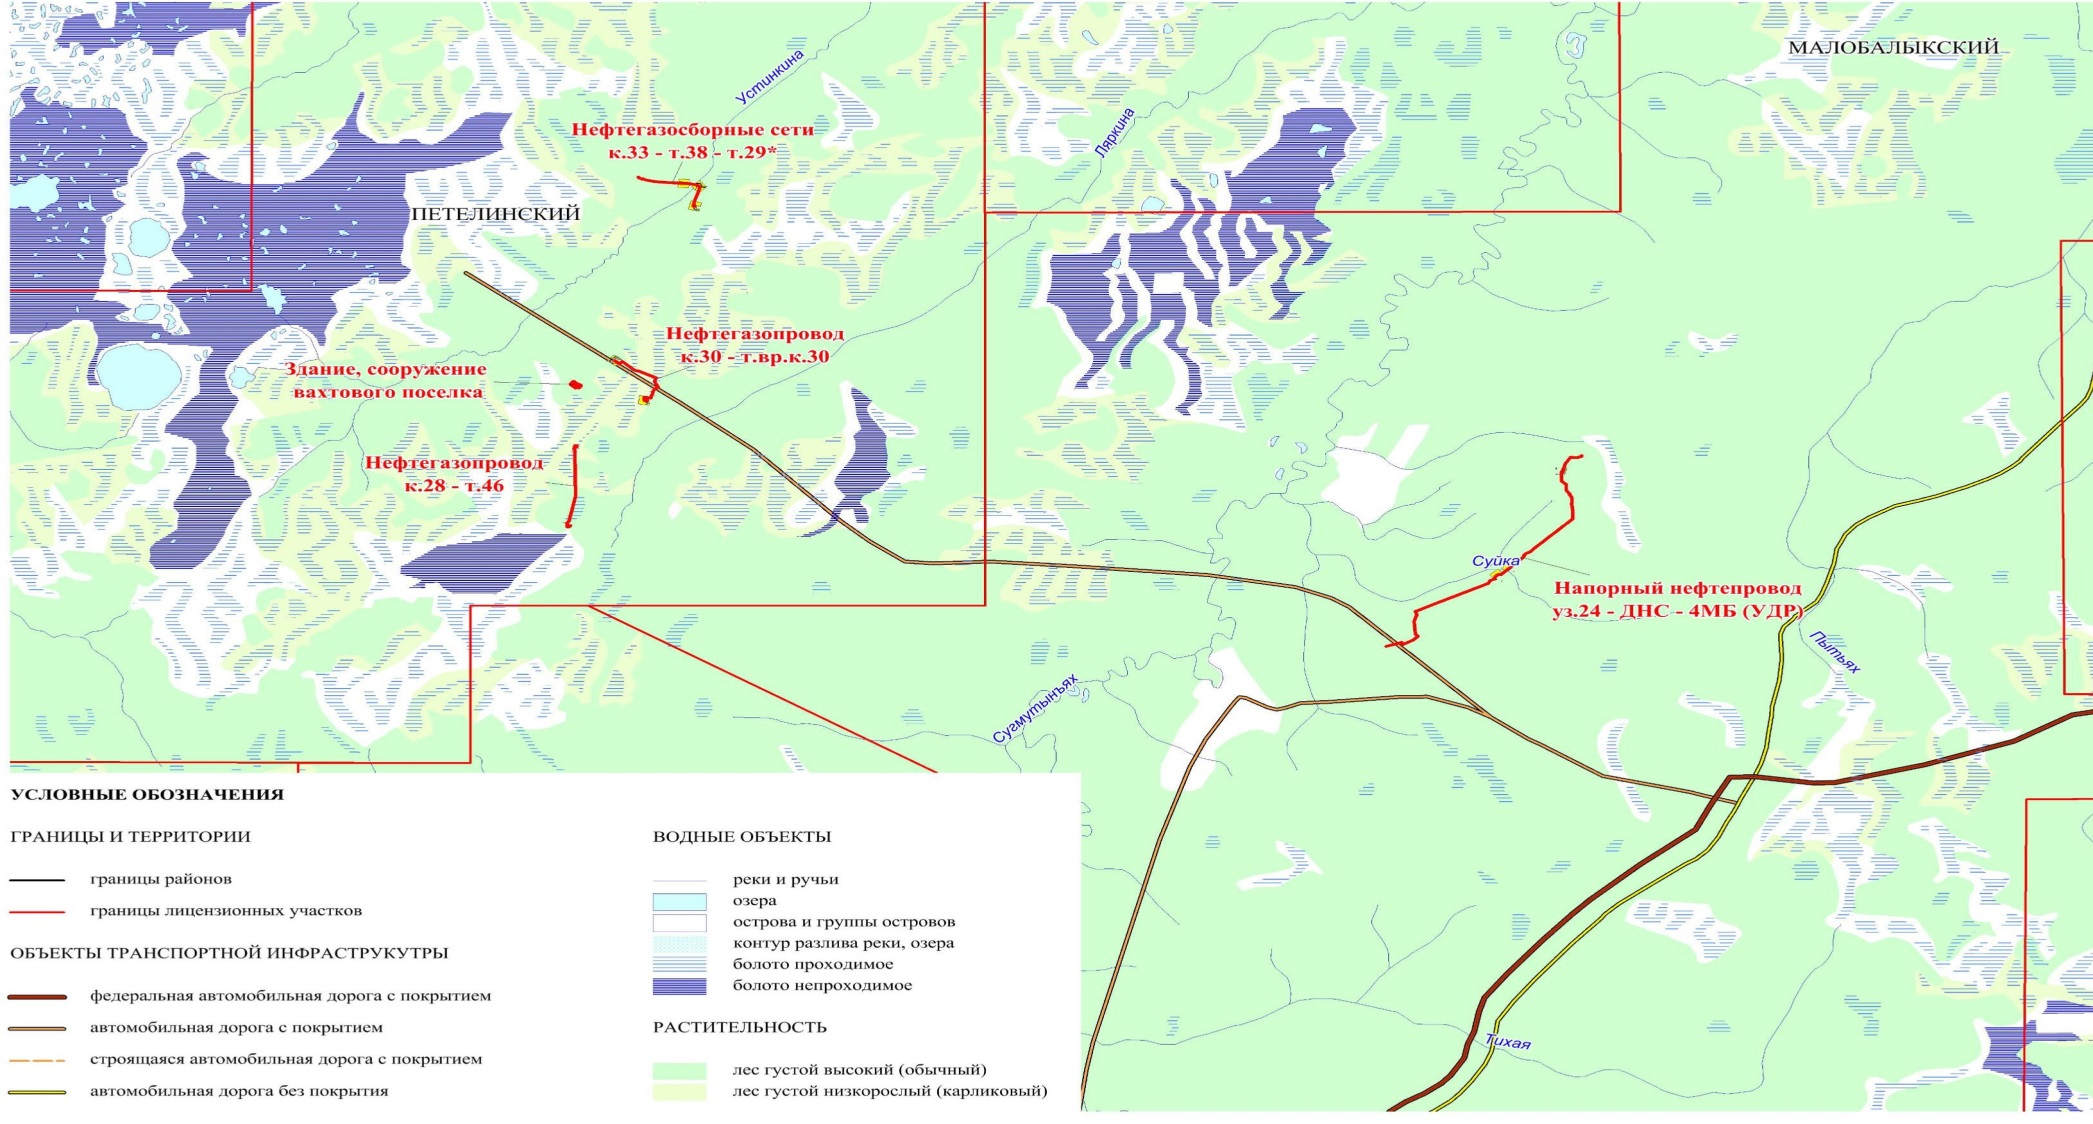 МАЛОБАЛЫКСКИЙ
Устинкина
Ляркина
Нефтегазосборные сети
к.33 - т.38 - т.29*
ПЕТЕЛИНСКИЙ
Нефтегазопровод
к.30 - т.вр.к.30
Здание, сооружение
вахтового поселка
Нефтегазопровод
к.28 - т.46
Суйка
Напорный нефтепровод
уз.24 - ДНС - 4МБ (УДР)
Пытьях
Сугмутынъях
Тихая
УСЛОВНЫЕ ОБОЗНАЧЕНИЯ
ГРАНИЦЫ И ТЕРРИТОРИИ
границы районов
границы лицензионных участков
ОБЪЕКТЫ ТРАНСПОРТНОЙ ИНФРАСТРУКУТРЫ
федеральная автомобильная дорога с покрытием
автомобильная дорога с покрытием
строящаяся автомобильная дорога с покрытием
автомобильная дорога без покрытия
ВОДНЫЕ ОБЪЕКТЫ
реки и ручьи
озера
острова и группы островов
контур разлива реки, озера
болото проходимое
болото непроходимое
РАСТИТЕЛЬНОСТЬ
лес густой высокий (обычный)
лес густой низкорослый (карликовый)